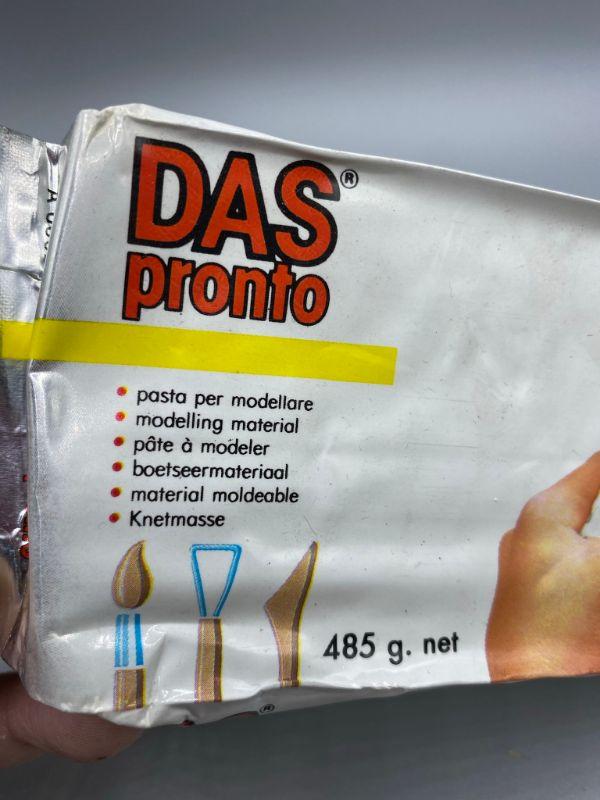 DAS®
pronto
• pasta per modellare
• modelling material
• pâte à modeler
• boetseermateriaal
• material moldeable
• Knetmasse
485 g. net
®